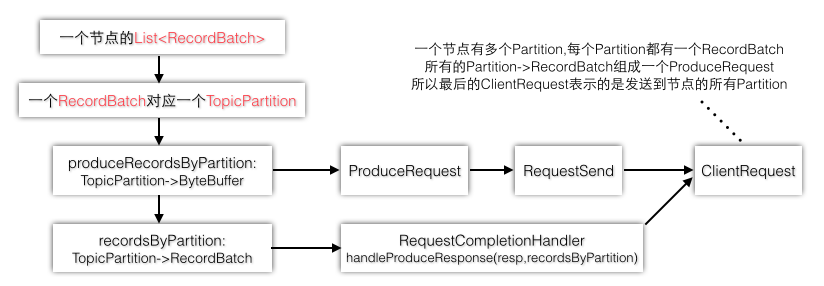 一个节点的List<RecordBatch>
一个节点有多个Partition,每个Partition都有一个RecordBatch
所有的Partition->RecordBatch组成一个ProduceRequest
所以最后的ClientRequest表示的是发送到节点的所有Partition
一个RecordBatch对应一个TopicPartition
produceRecordsByPartition:
TopicPartition->ByteBuffer
ProduceRequest
RequestSend
ClientRequest
recordsByPartition:
TopicPartition->RecordBatch
RequestCompletionHandler
handleProduceResponse(resp,recordsByPartition)